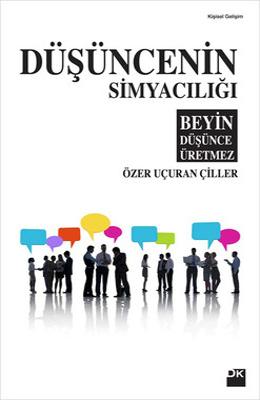 Kişisel Gelişim
DÜŞÜNCENİN
SİMYACILIĞI
BEYİN
DÜŞÜNCE
ÜRETMEZ
ÖZER UÇURAN ÇİLLER
DK